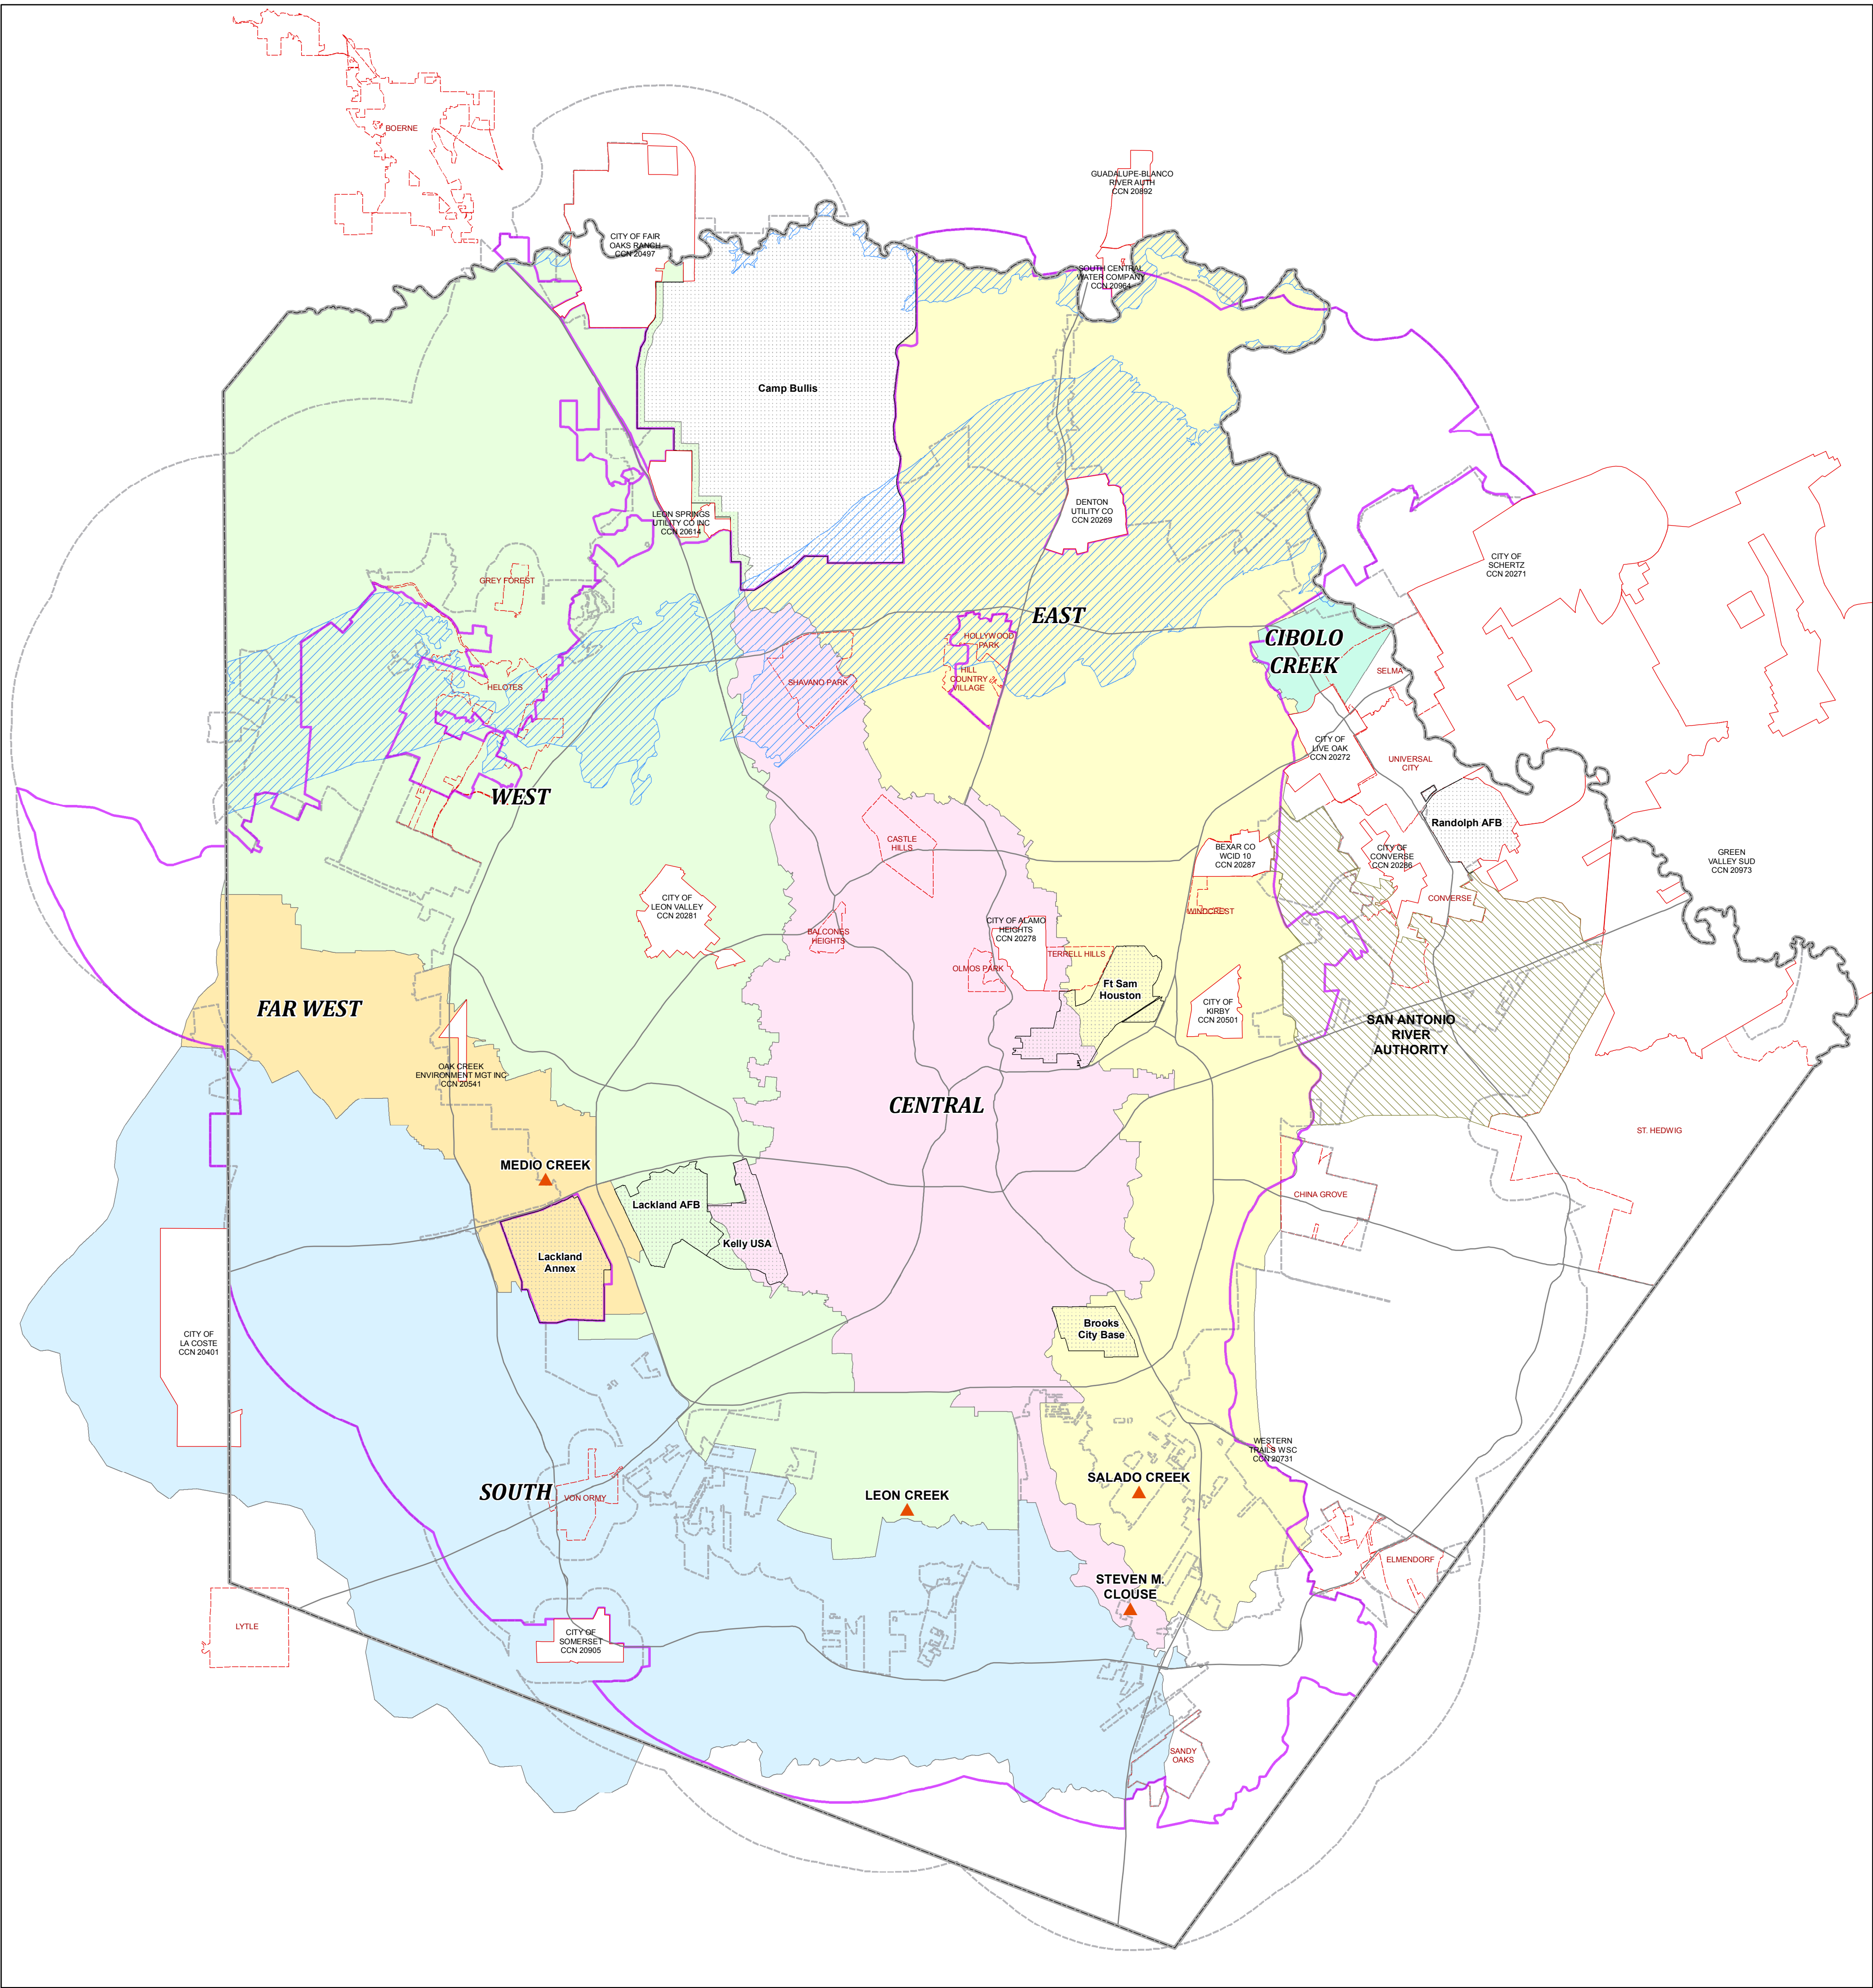 BOERNE
GUADALUPE-BLANCO
RIVER AUTH
CCN 20892
CITY OF FAIR
OAKS RANCH
CCN 20497
SOUTH CENTRAL
WATER COMPANY
CCN 20964
Camp Bullis
LEON SPRINGS
UTILITY CO INC
CCN 20614
DENTON
UTILITY CO
CCN 20269
CITY OF
SCHERTZ
CCN 20271
GREY FOREST
EAST
HOLLYWOOD
PARK
CIBOLO
CREEK
HILL
COUNTRY
VILLAGE
SHAVANO PARK
SELMA
HELOTES
CITY OF
LIVE OAK
CCN 20272
UNIVERSAL
CITY
WEST
Randolph AFB
CASTLE
HILLS
BEXAR CO
WCID 10
CCN 20287
CITY OF
CONVERSE
CCN 20286
GREEN
VALLEY SUD
CCN 20973
CITY OF
LEON VALLEY
CCN 20281
CONVERSE
WINDCREST
BALCONES
HEIGHTS
CITY OF ALAMO
HEIGHTS
CCN 20278
TERRELL HILLS
OLMOS PARK
Ft Sam
Houston
CITY OF
KIRBY
CCN 20501
FAR WEST
SAN ANTONIO
RIVER
AUTHORITY
OAK CREEK
ENVIRONMENT MGT INC
CCN 20541
CENTRAL
ST. HEDWIG
MEDIO CREEK
CHINA GROVE
Lackland AFB
Kelly USA
Lackland
Annex
Brooks
City Base
CITY OF
LA COSTE
CCN 20401
WESTERN
TRAILS WSC
CCN 20731
SALADO CREEK
SOUTH
VON ORMY
LEON CREEK
ELMENDORF
STEVEN M.
CLOUSE
LYTLE
CITY OF
SOMERSET
CCN 20905
SANDY
OAKS